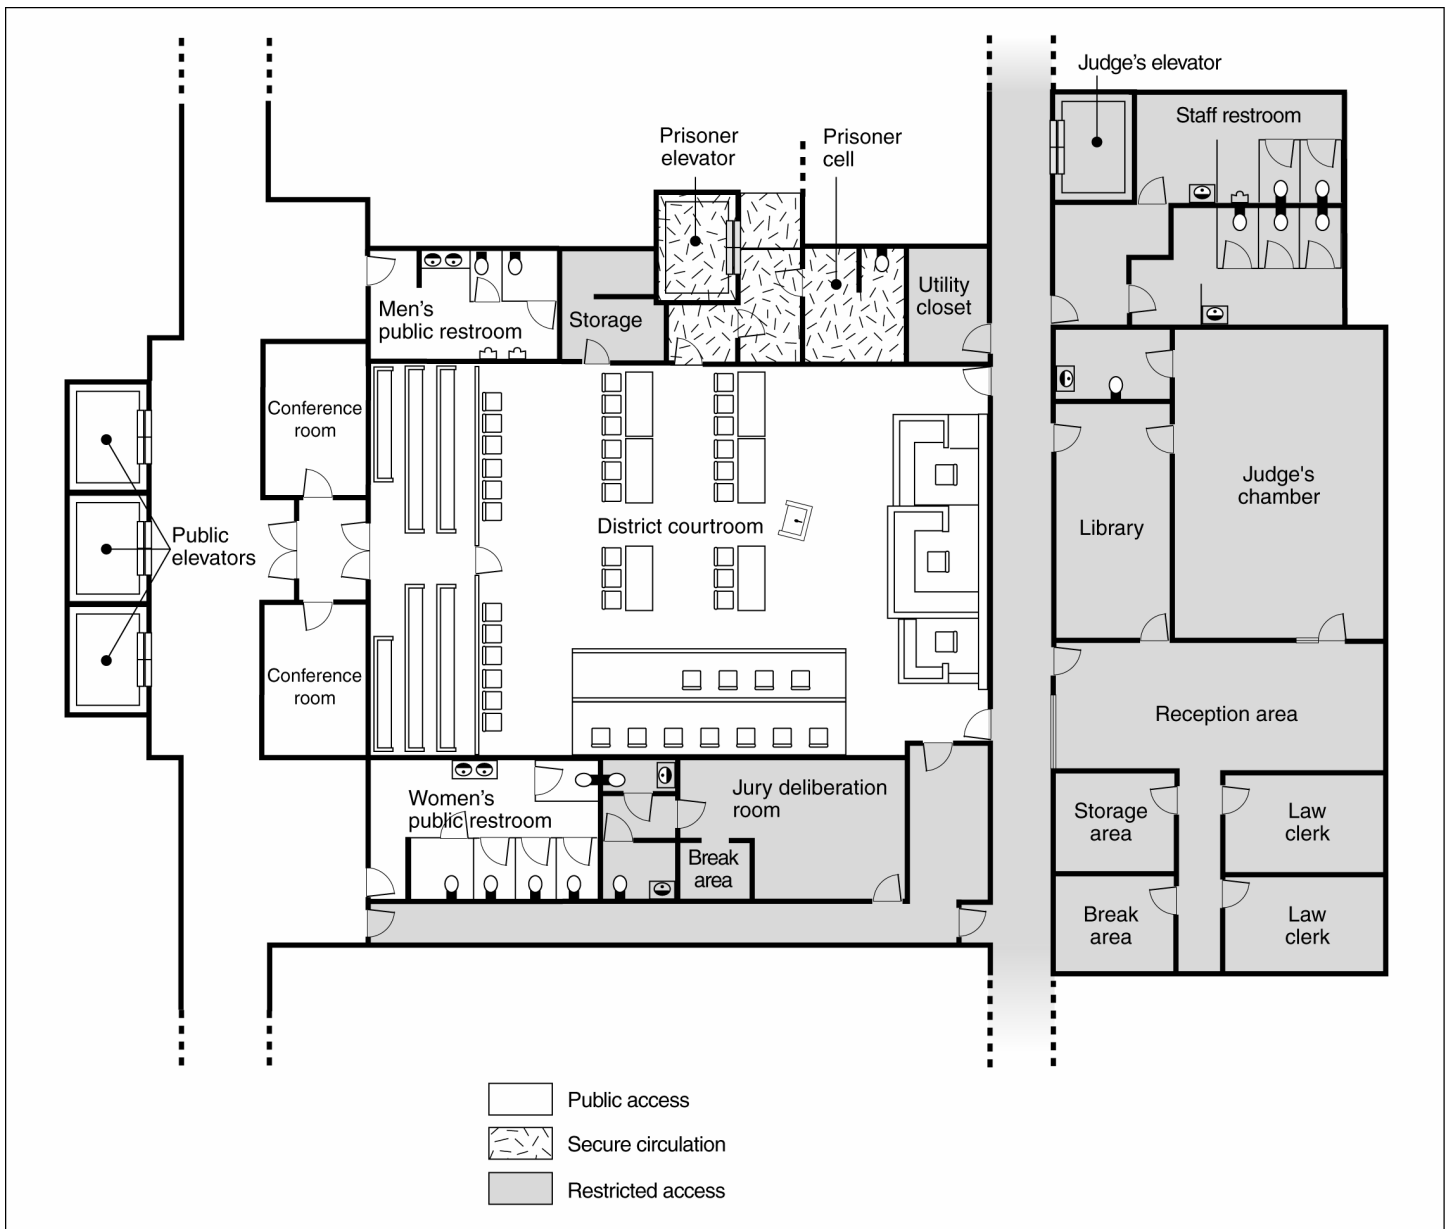 Judge's elevator
Staff restroom
Prisoner
elevator
Prisoner
cell
Utility
closet
Men's
public restroom
Storage
Conference
room
Judge's
chamber
District courtroom
Library
Public
elevators
Conference
room
Reception area
Women's
public restroom
Jury deliberation
room
Break
area
Storage
area
Law
clerk
Break
area
Law
clerk
Public access
Secure circulation
Restricted access